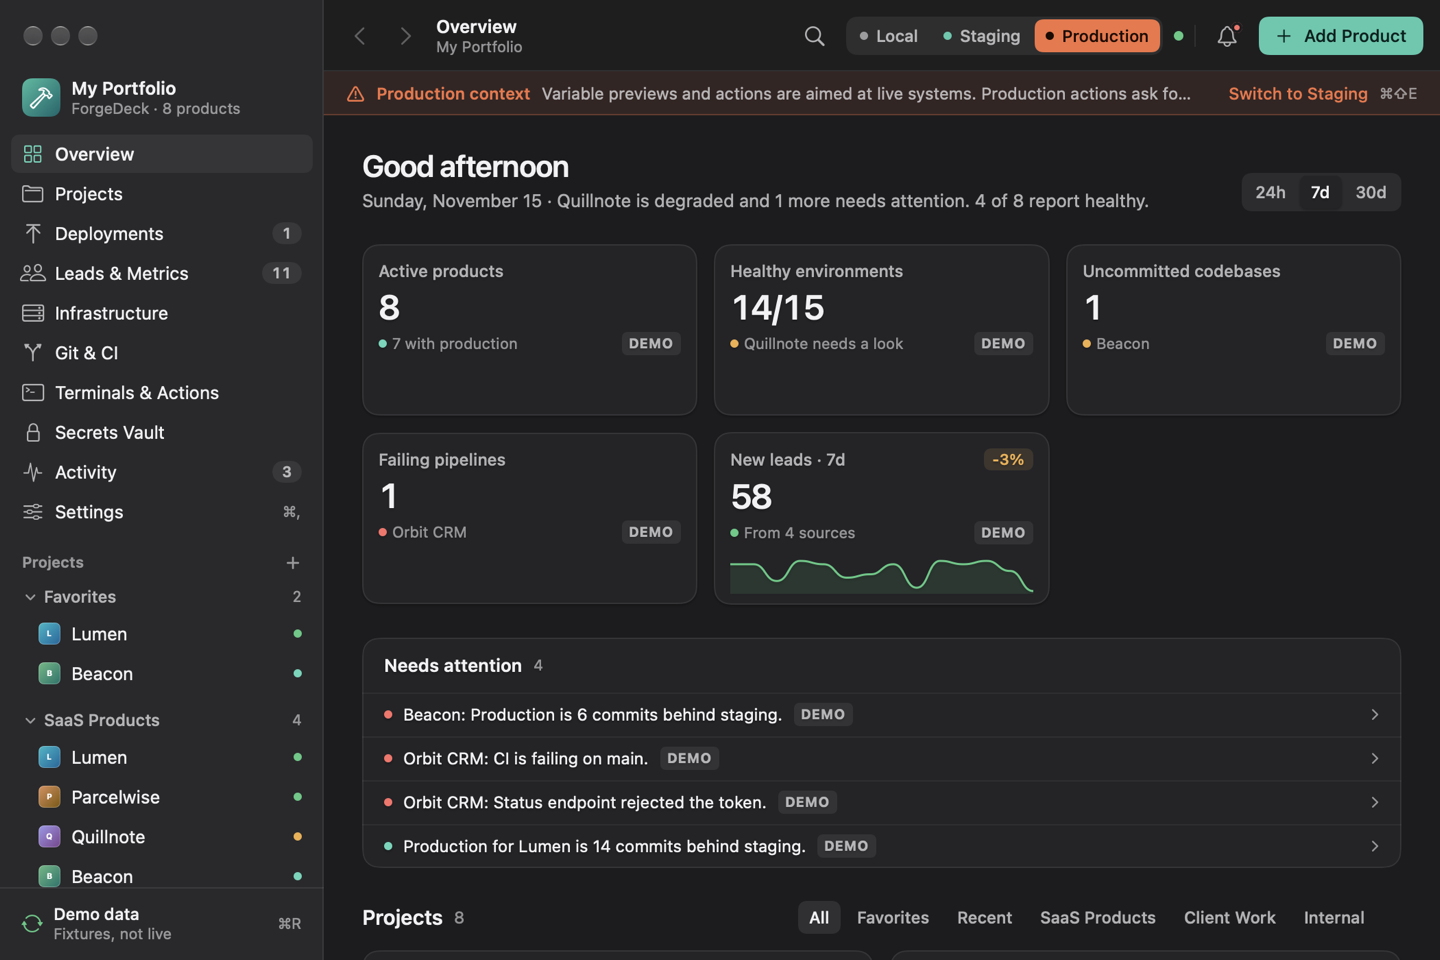 My Portfolio
ForgeDeck · 8 products
Overview
Projects
Deployments 1
Leads & Metrics 11
Infrastructure
Git & CI
Terminals & Actions
Secrets Vault
Activity 3
Settings ⌘,
Projects +
Favorites 2
L Lumen
B Beacon
SaaS Products 4
L Lumen
P Parcelwise
Q Quillnote
B Beacon
Demo data
Fixtures, not live
⌘R
Overview
My Portfolio
Local Staging Production
+ Add Product
Production context Variable previews and actions are aimed at live systems. Production actions ask fo... Switch to Staging ⌘⇧E
Good afternoon
Sunday, November 15 · Quillnote is degraded and 1 more needs attention. 4 of 8 report healthy.
24h 7d 30d
Active products
8
7 with production DEMO
Healthy environments
14/15
Quillnote needs a look DEMO
Uncommitted codebases
1
Beacon DEMO
Failing pipelines
1
Orbit CRM DEMO
New leads · 7d -3%
58
From 4 sources DEMO
Needs attention 4
Beacon: Production is 6 commits behind staging. DEMO
Orbit CRM: CI is failing on main. DEMO
Orbit CRM: Status endpoint rejected the token. DEMO
Production for Lumen is 14 commits behind staging. DEMO
Projects 8
All Favorites Recent SaaS Products Client Work Internal